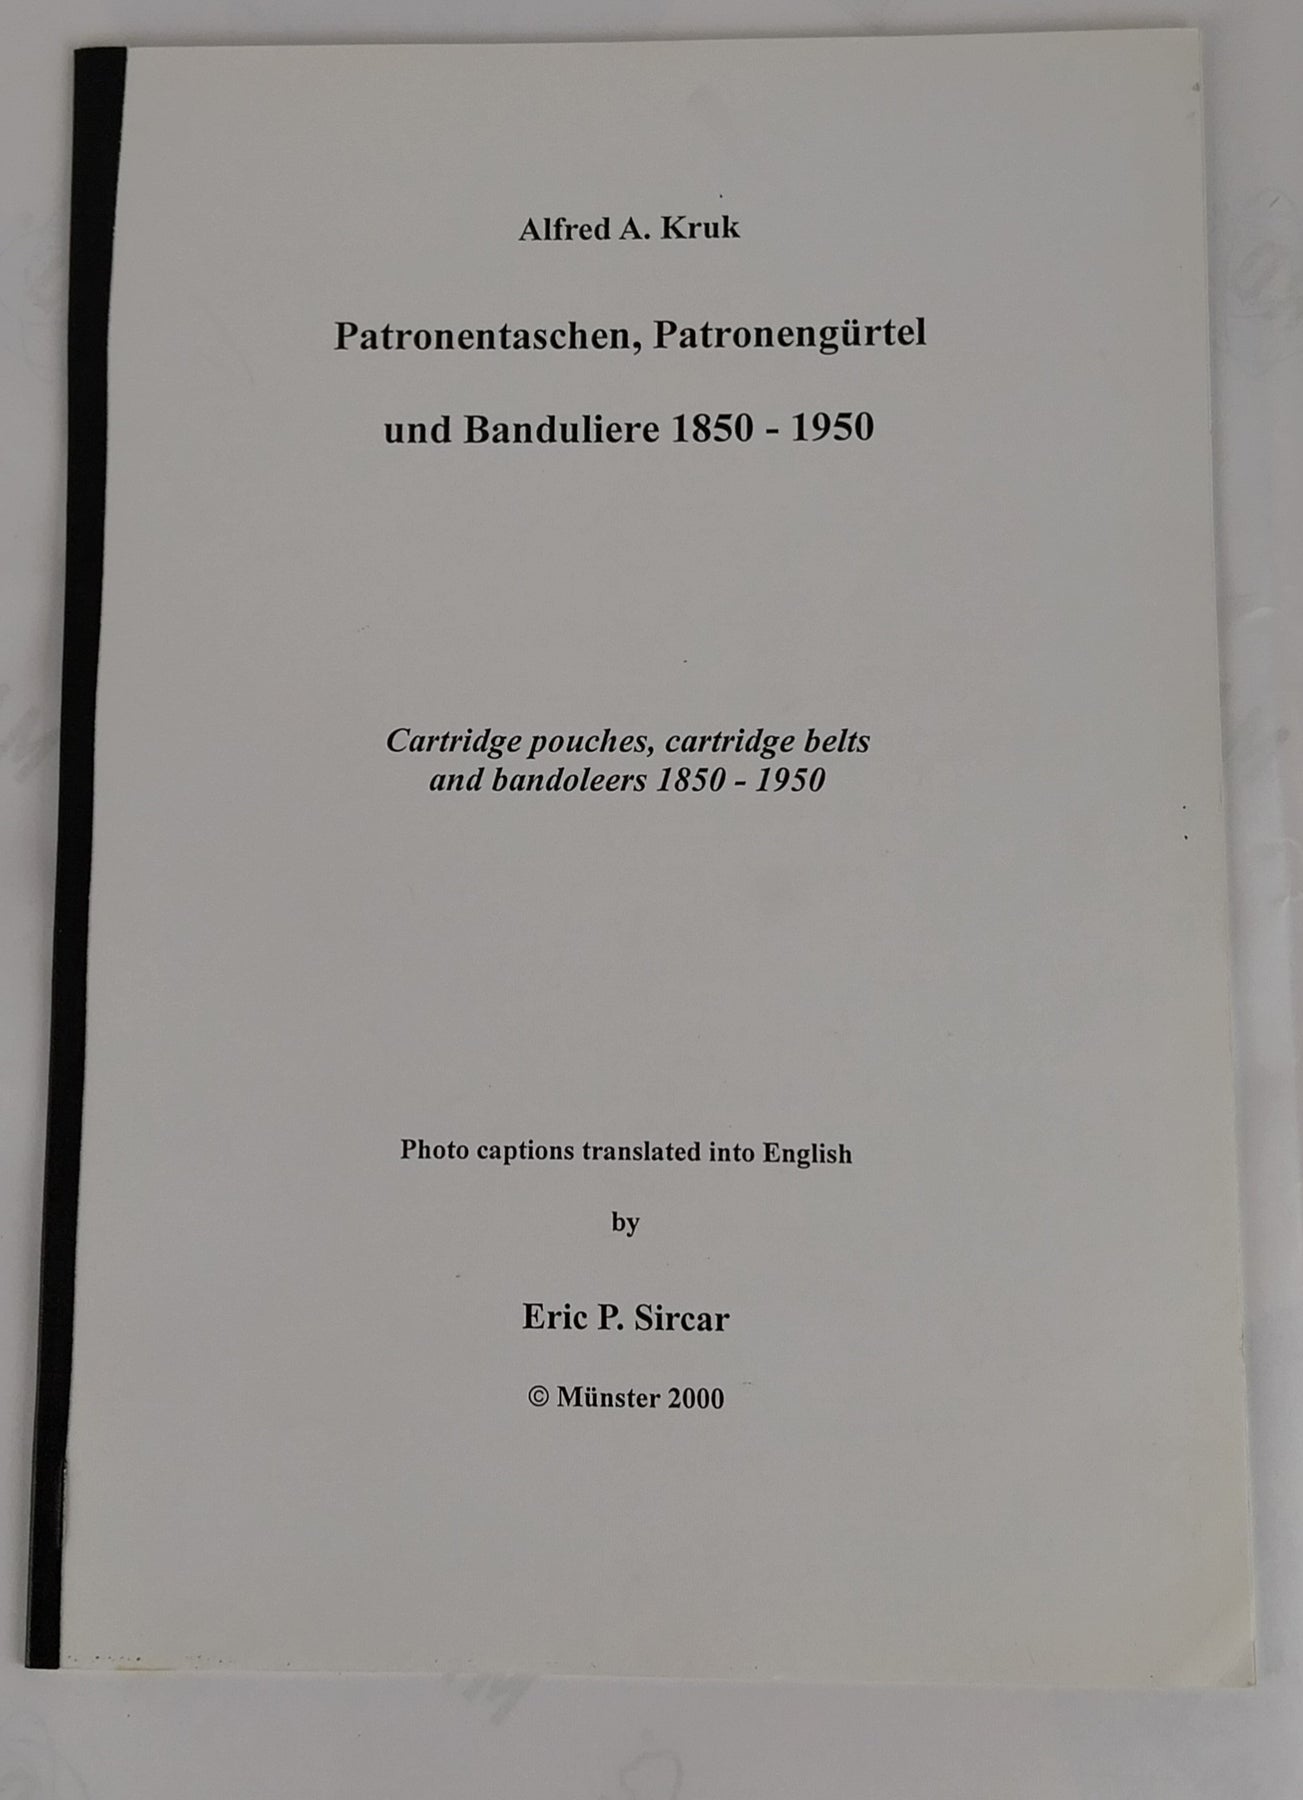 Alfred A. Kruk
Patronentaschen, Patronengürtel
und Banduliere 1850 - 1950
Cartridge pouches, cartridge belts
and bandoleers 1850 - 1950
Photo captions translated into English
by
Eric P. Sircar
© Münster 2000